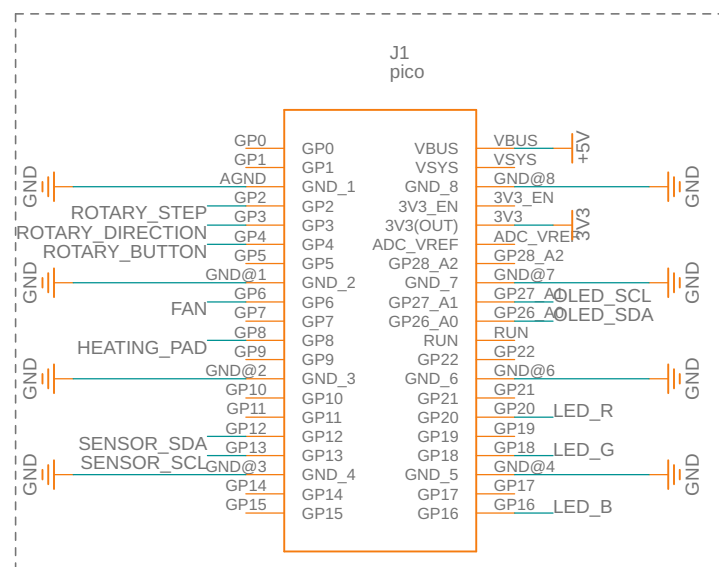 J1
pico
GP0 GP0 VBUS VBUS +5V
GP1 GP1 VSYS VSYS
GND AGND GND_1 GND_8 GND@8 GND
ROTARY_STEP GP2 GP2 3V3_EN 3V3_EN
ROTARY_DIRECTION GP3 GP3 3V3(OUT) 3V3 3V3
ROTARY_BUTTON GP4 GP4 ADC_VREF ADC_VREF
GP5 GP5 GP28_A2 GP28_A2
GND GND@1 GND_2 GND_7 GND@7 GND
FAN GP6 GP6 GP27_A1 GP27_A1 OLED_SCL
GP7 GP7 GP26_A0 GP26_A0 OLED_SDA
HEATING_PAD GP8 GP8 RUN RUN
GP9 GP9 GP22 GP22
GND GND@2 GND_3 GND_6 GND@6 GND
GP10 GP10 GP21 GP21
GP11 GP11 GP20 GP20 LED_R
SENSOR_SDA GP12 GP12 GP19 GP19
SENSOR_SCL GP13 GP13 GP18 GP18 LED_G
GND GND@3 GND_4 GND_5 GND@4 GND
GP14 GP14 GP17 GP17
GP15 GP15 GP16 GP16 LED_B